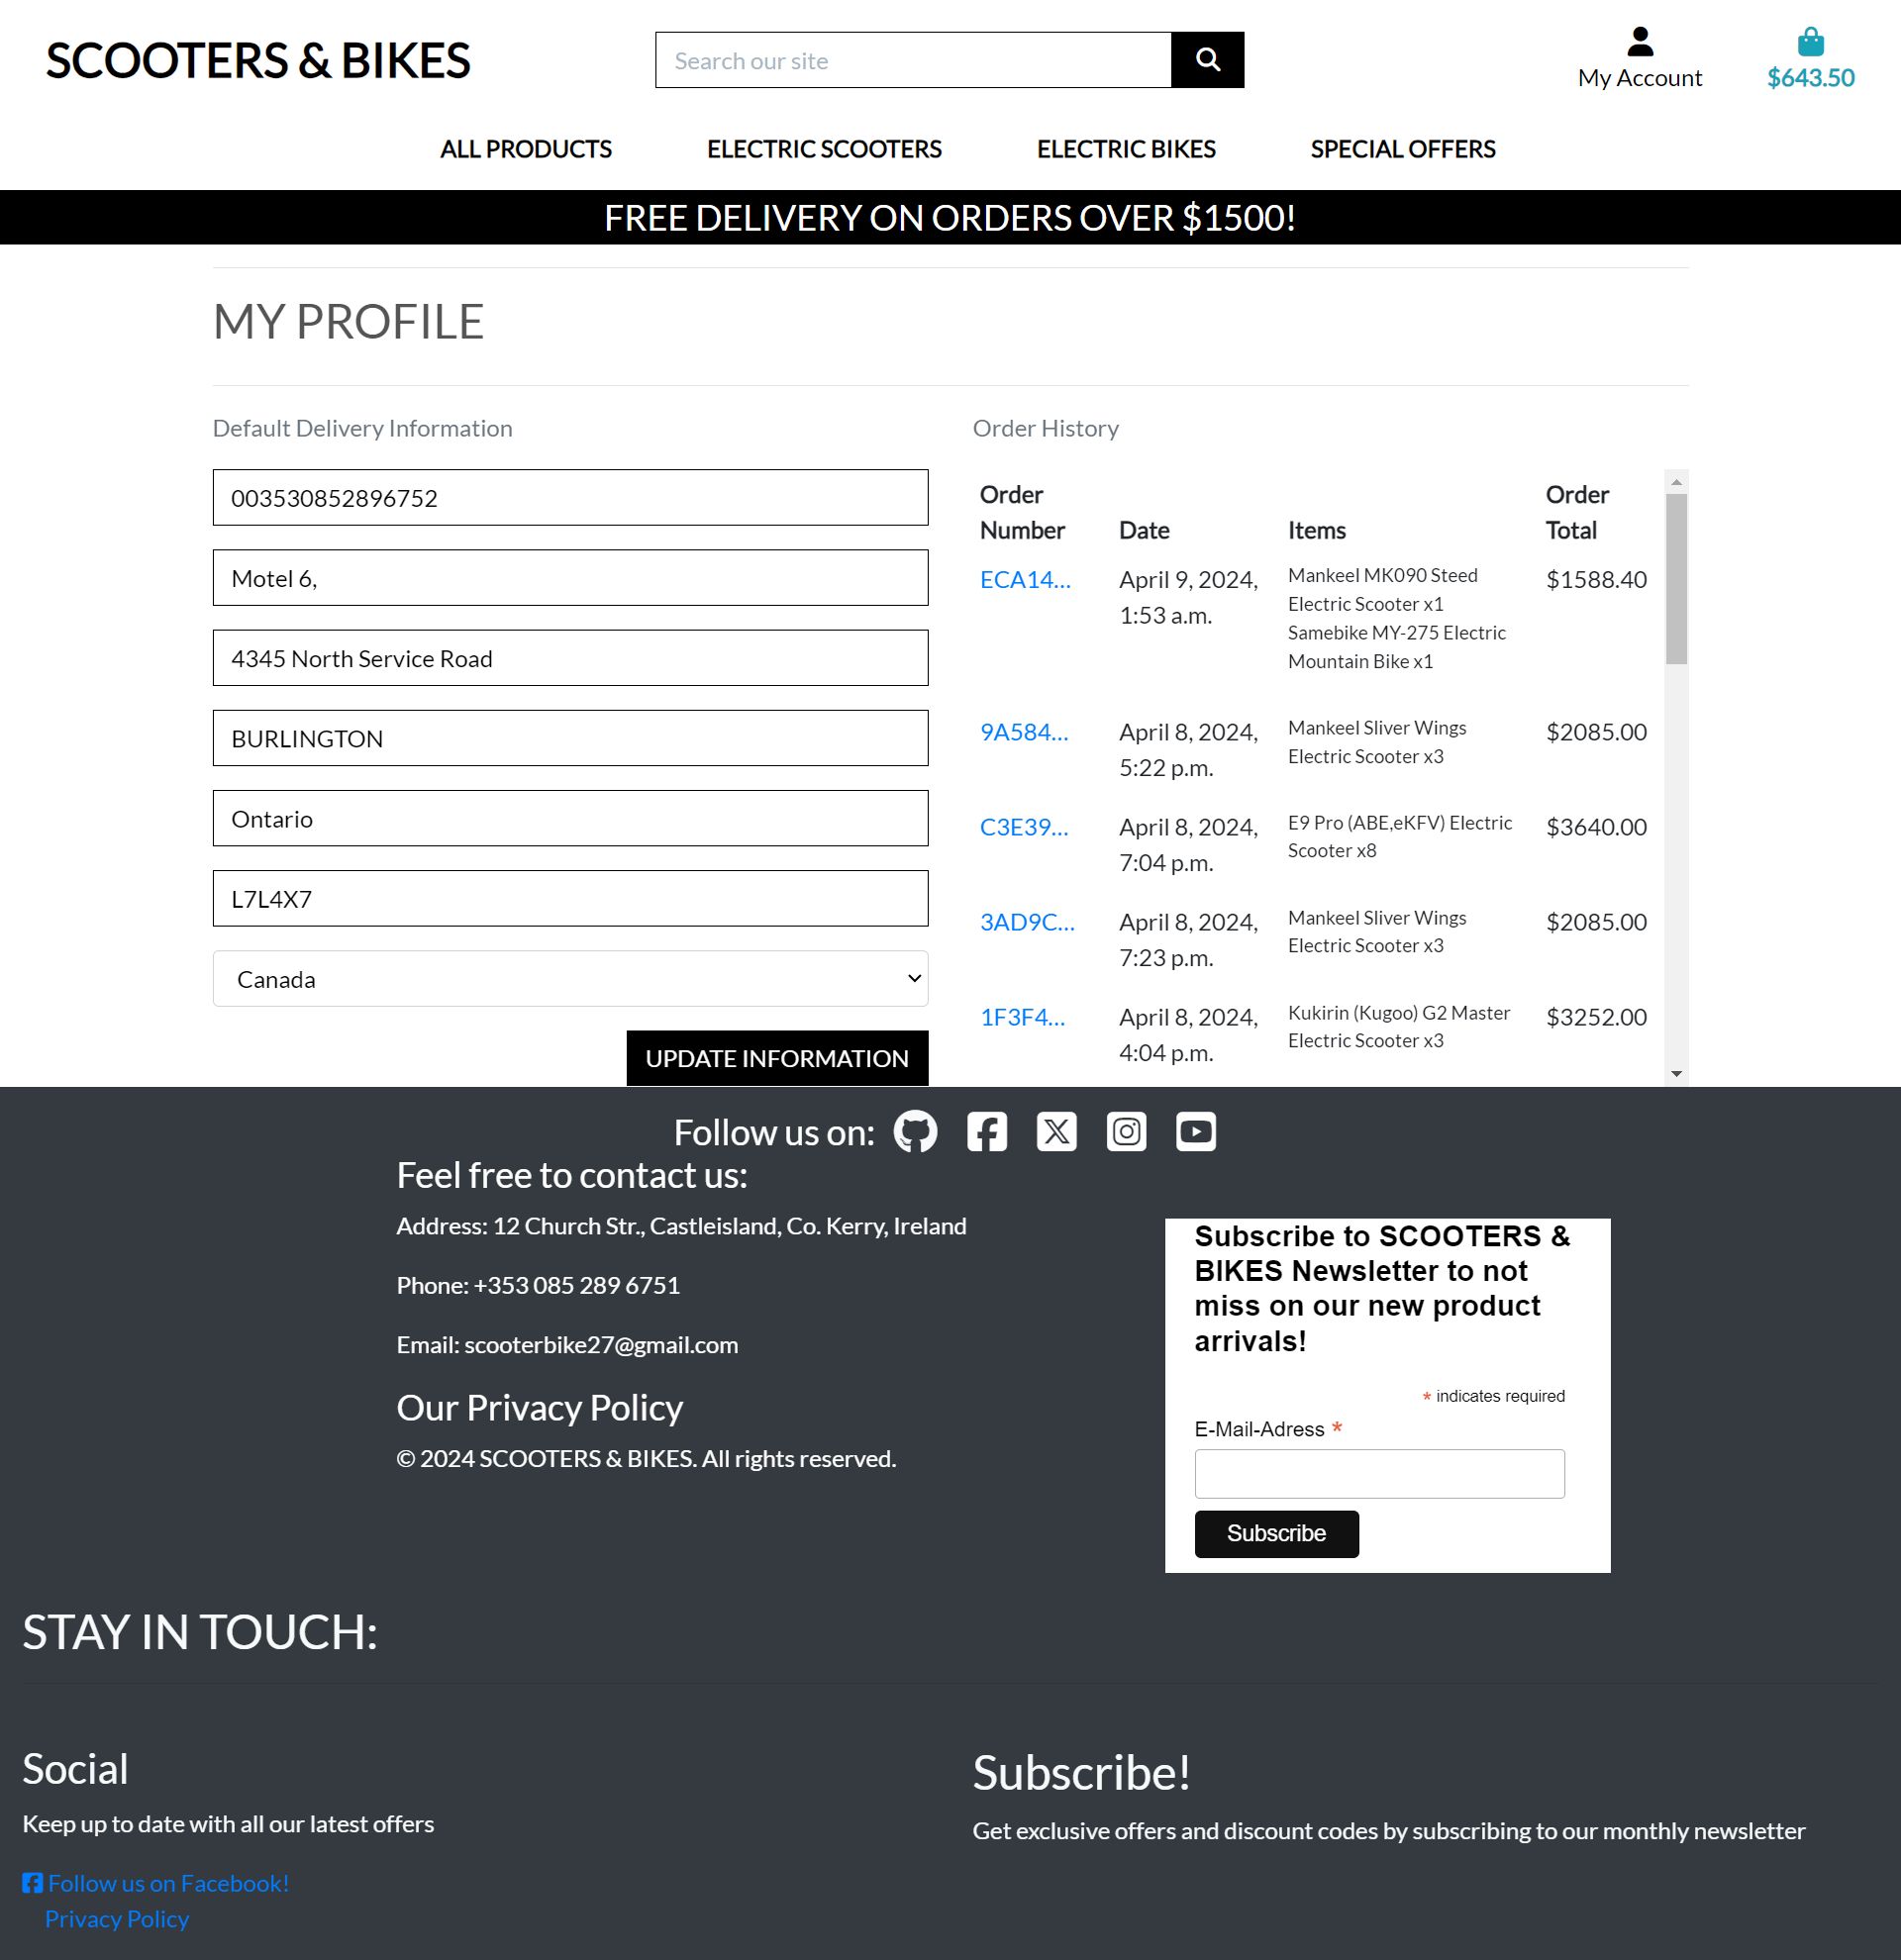 SCOOTERS & BIKES
Search our site
My Account
$643.50
ALL PRODUCTS
ELECTRIC SCOOTERS
ELECTRIC BIKES
SPECIAL OFFERS
FREE DELIVERY ON ORDERS OVER $1500!
MY PROFILE
Default Delivery Information
003530852896752
Motel 6,
4345 North Service Road
BURLINGTON
Ontario
L7L4X7
Canada
UPDATE INFORMATION
Order History
Order
Number
Date
Items
Order
Total
ECA14...
April 9, 2024,
1:53 a.m.
Mankeel MK090 Steed
Electric Scooter x1
Samebike MY-275 Electric
Mountain Bike x1
$1588.40
9A584...
April 8, 2024,
5:22 p.m.
Mankeel Sliver Wings
Electric Scooter x3
$2085.00
C3E39...
April 8, 2024,
7:04 p.m.
E9 Pro (ABE,eKFV) Electric
Scooter x8
$3640.00
3AD9C...
April 8, 2024,
7:23 p.m.
Mankeel Sliver Wings
Electric Scooter x3
$2085.00
1F3F4...
April 8, 2024,
4:04 p.m.
Kukirin (Kugoo) G2 Master
Electric Scooter x3
$3252.00
Follow us on:
Feel free to contact us:
Address: 12 Church Str., Castleisland, Co. Kerry, Ireland
Phone: +353 085 289 6751
Email: scooterbike27@gmail.com
Our Privacy Policy
© 2024 SCOOTERS & BIKES. All rights reserved.
Subscribe to SCOOTERS &
BIKES Newsletter to not
miss on our new product
arrivals!
* indicates required
E-Mail-Adress *
Subscribe
STAY IN TOUCH:
Social
Keep up to date with all our latest offers
Follow us on Facebook!
Privacy Policy
Subscribe!
Get exclusive offers and discount codes by subscribing to our monthly newsletter